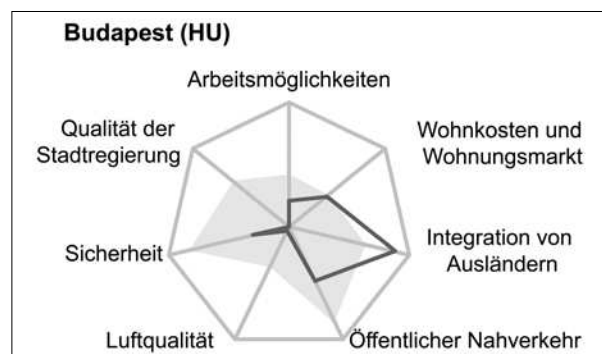 Budapest (HU)
Arbeitsmöglichkeiten
Qualität der
Stadtregierung
Wohnkosten und
Wohnungsmarkt
Sicherheit
Integration von
Ausländern
Luftqualität
Öffentlicher Nahverkehr